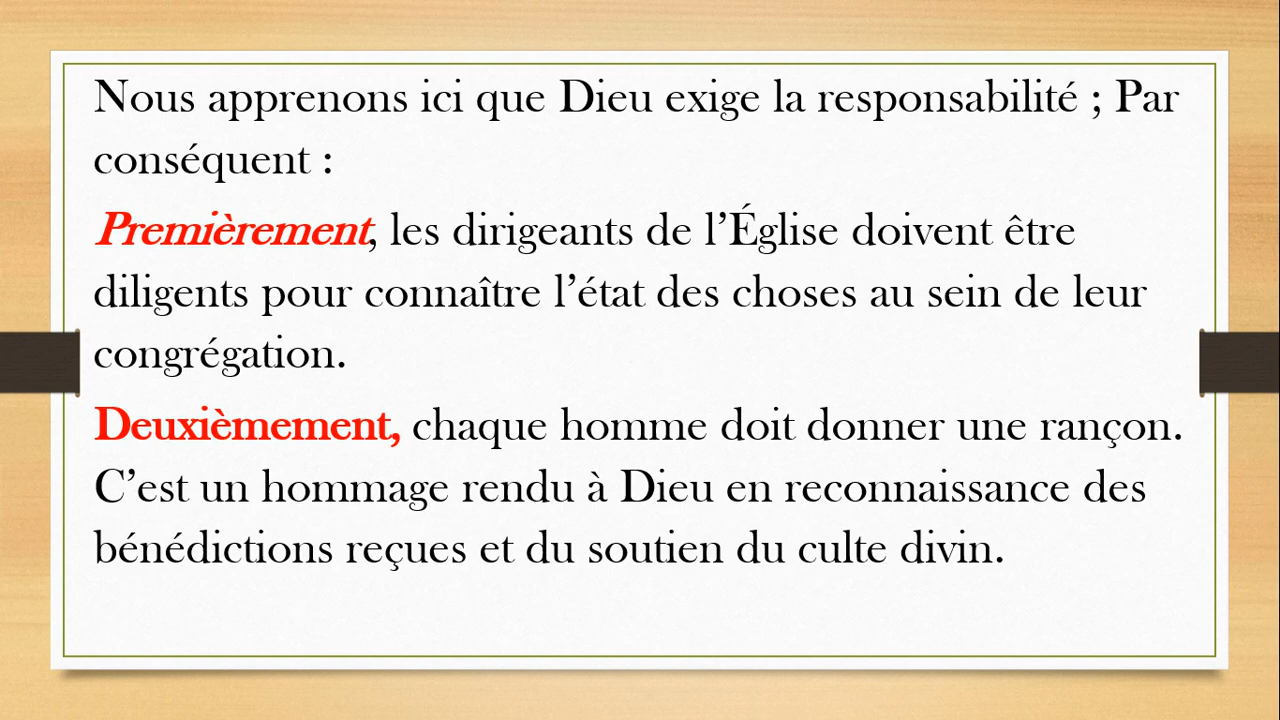 Nous apprenons ici que Dieu exige la responsabilité ; Par
conséquent :
Premièrement, les dirigeants de l’Église doivent être
diligents pour connaître l’état des choses au sein de leur
congrégation.
Deuxièmement, chaque homme doit donner une rançon.
C’est un hommage rendu à Dieu en reconnaissance des
bénédictions reçues et du soutien du culte divin.